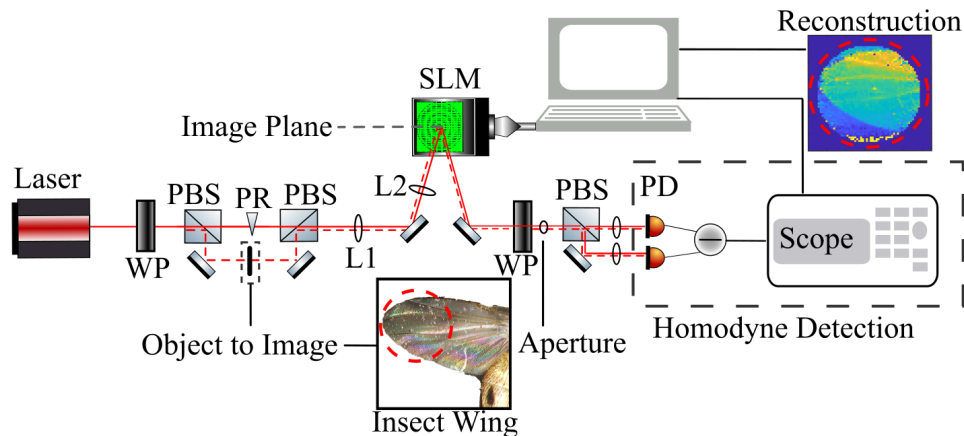 Reconstruction
SLM
Image Plane
Laser
PBS
PR
PBS
L2
PBS
PD
WP
L1
WP
Scope
Object to Image
Aperture
Homodyne Detection
Insect Wing